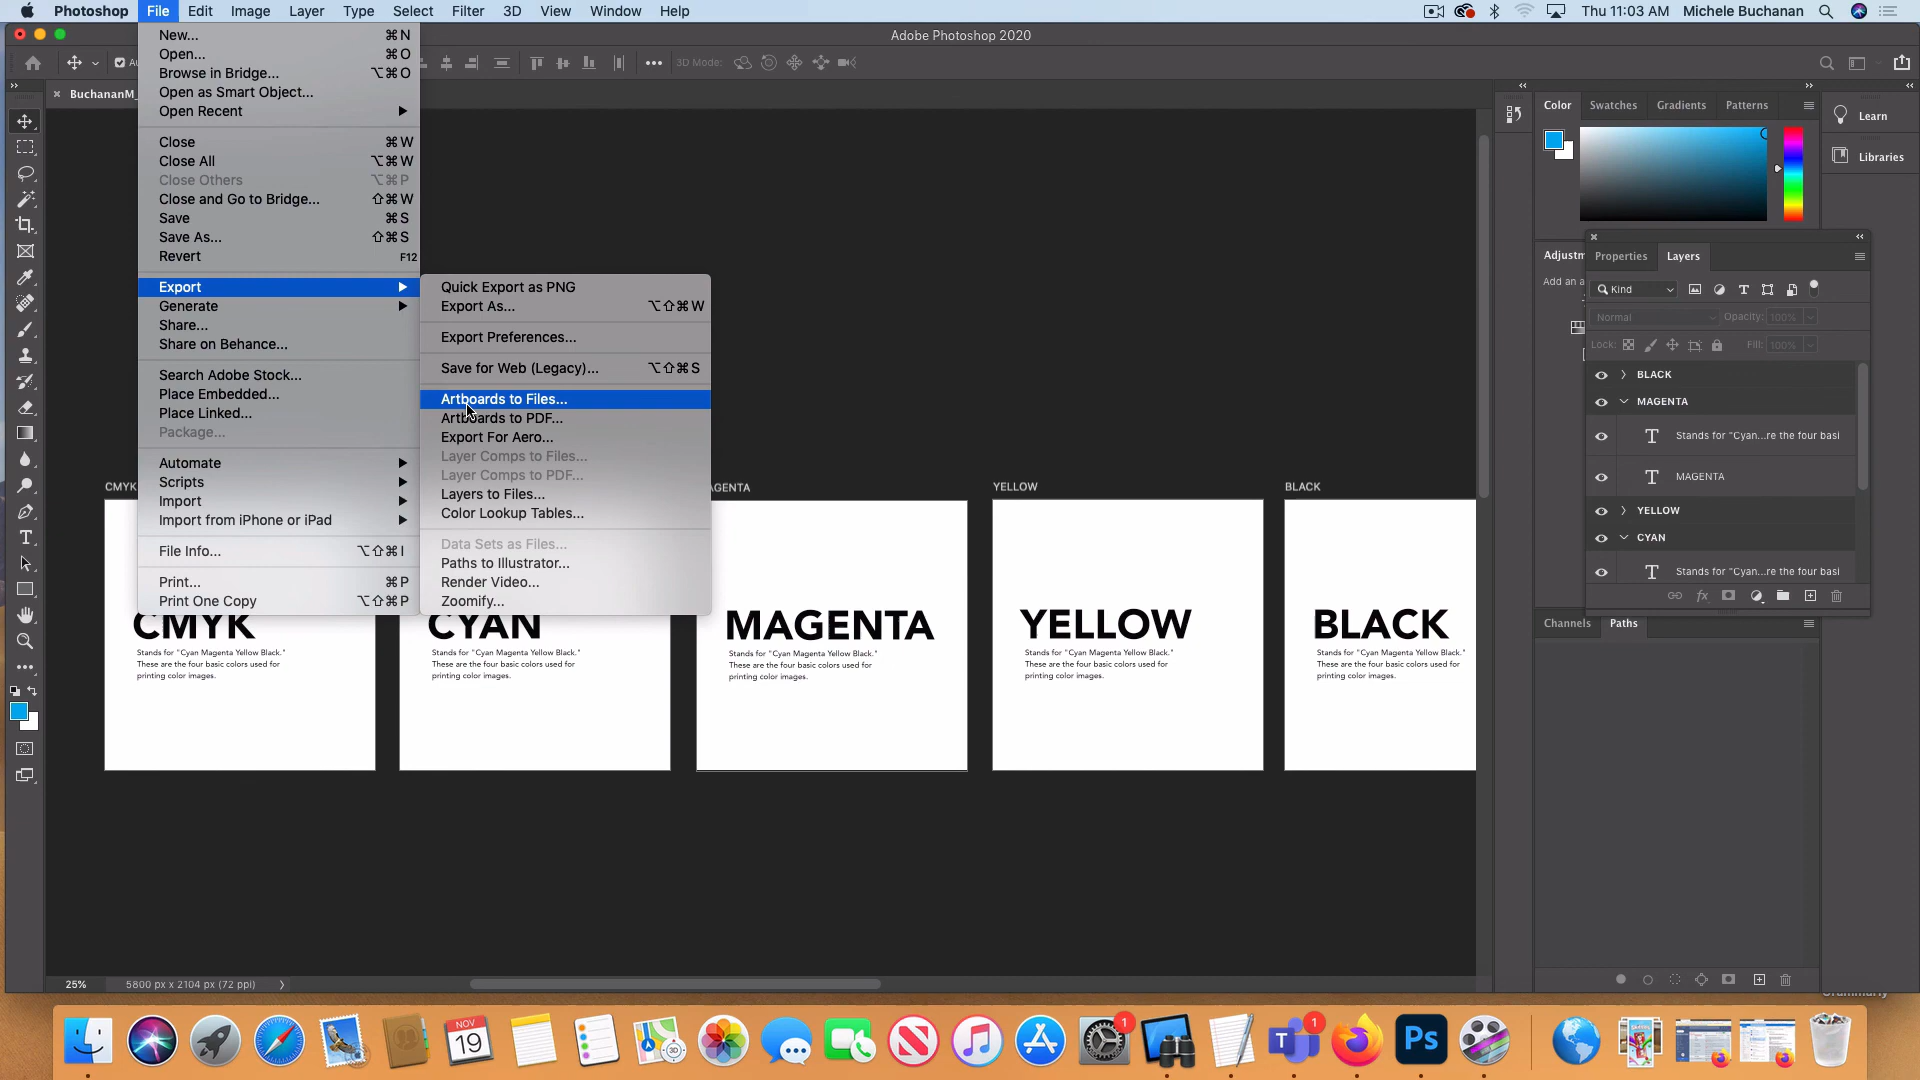 Photoshop File Edit Image Layer Type Select Filter 3D View Window Help Thu 11:03 AM Michele Buchanan
Adobe Photoshop 2020
3D Mode:
BuchananM_
New... ⌘N
Open... ⌘O
Browse in Bridge... ⌥⌘O
Open as Smart Object...
Open Recent
Close ⌘W
Close All ⌥⌘W
Close Others ⌥⌘P
Close and Go to Bridge... ⇧⌘W
Save ⌘S
Save As... ⇧⌘S
Revert F12
Export
Generate
Share...
Share on Behance...
Search Adobe Stock...
Place Embedded...
Place Linked...
Package...
Automate
Scripts
Import
Import from iPhone or iPad
File Info... ⌥⇧⌘I
Print... ⌘P
Print One Copy ⌥⇧⌘P
Quick Export as PNG
Export As... ⌥⇧⌘W
Export Preferences...
Save for Web (Legacy)... ⌥⇧⌘S
Artboards to Files...
Artboards to PDF...
Export For Aero...
Layer Comps to Files...
Layer Comps to PDF...
Layers to Files...
Color Lookup Tables...
Data Sets as Files...
Paths to Illustrator...
Render Video...
Zoomify...
CMYK
AGENTA
YELLOW
BLACK
CMYK
Stands for "Cyan Magenta Yellow Black."
These are the four basic colors used for
printing color images.
CYAN
Stands for "Cyan Magenta Yellow Black."
These are the four basic colors used for
printing color images.
MAGENTA
Stands for "Cyan Magenta Yellow Black."
These are the four basic colors used for
printing color images.
YELLOW
Stands for "Cyan Magenta Yellow Black."
These are the four basic colors used for
printing color images.
BLACK
Stands for "Cyan Magenta Yellow Black."
These are the four basic colors used for
printing color images.
Color Swatches Gradients Patterns
Learn
Libraries
Adjustm
Add an a
Properties Layers
Kind
Normal Opacity: 100%
Lock: Fill: 100%
BLACK
MAGENTA
T Stands for "Cyan...re the four basi
T MAGENTA
YELLOW
CYAN
T Stands for "Cyan...re the four basi
Channels Paths
25% 5800 px x 2104 px (72 ppi)
NOV
19
3D
1
1
Ps